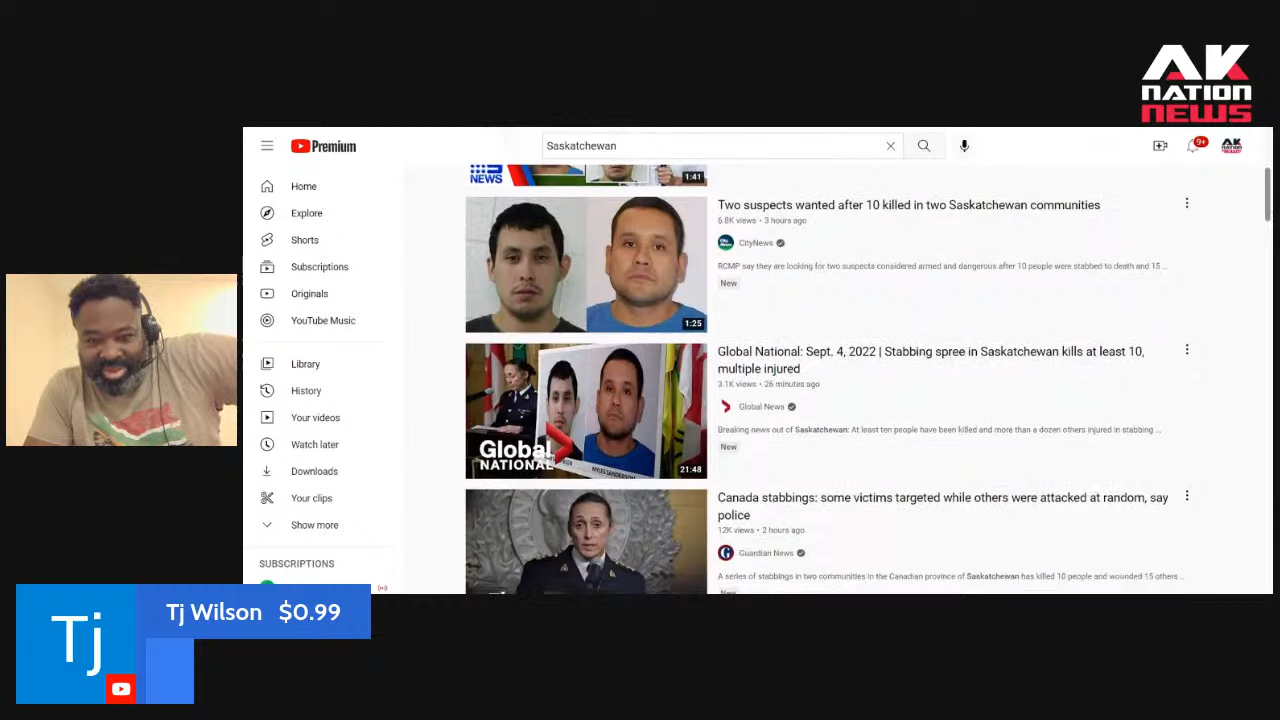 AK
NATION
NEWS
Premium
Saskatchewan
9+
AK
Home
Explore
Shorts
Subscriptions
Originals
YouTube Music
Library
History
Your videos
Watch later
Downloads
Your clips
Show more
SUBSCRIPTIONS
NEWS
1:41
Two suspects wanted after 10 killed in two Saskatchewan communities
6.8K views • 3 hours ago
CityNews
RCMP say they are looking for two suspects considered armed and dangerous after 10 people were stabbed to death and 15 ...
New
1:25
Global National: Sept. 4, 2022 | Stabbing spree in Saskatchewan kills at least 10,
multiple injured
3.1K views • 26 minutes ago
Global News
Breaking news out of Saskatchewan: At least ten people have been killed and more than a dozen others injured in stabbing ...
New
Global
NATIONAL
MYLES SANDERSON
21:48
Canada stabbings: some victims targeted while others were attacked at random, say
police
12K views • 2 hours ago
Guardian News
A series of stabbings in two communities in the Canadian province of Saskatchewan has killed 10 people and wounded 15 others ...
Tj
Tj Wilson $0.99